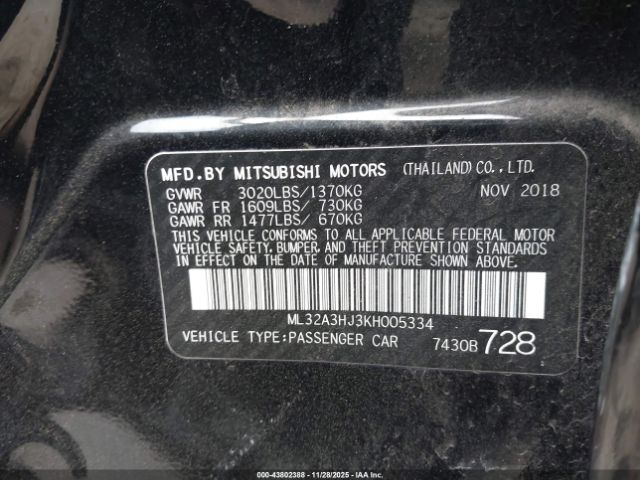 MFD.BY MITSUBISHI MOTORS (THAILAND) CO., LTD.
GVWR 3020LBS/1370KG NOV 2018
GAWR FR 1609LBS/ 730KG
GAWR RR 1477LBS/ 670KG
THIS VEHICLE CONFORMS TO ALL APPLICABLE FEDERAL MOTOR
VEHICLE SAFETY, BUMPER, AND THEFT PREVENTION STANDARDS
IN EFFECT ON THE DATE OF MANUFACTURE SHOWN ABOVE.
ML32A3HJ3KH005334
VEHICLE TYPE:PASSENGER CAR 7430B 728
000-43802388 - 11/28/2025 - IAAI.COM